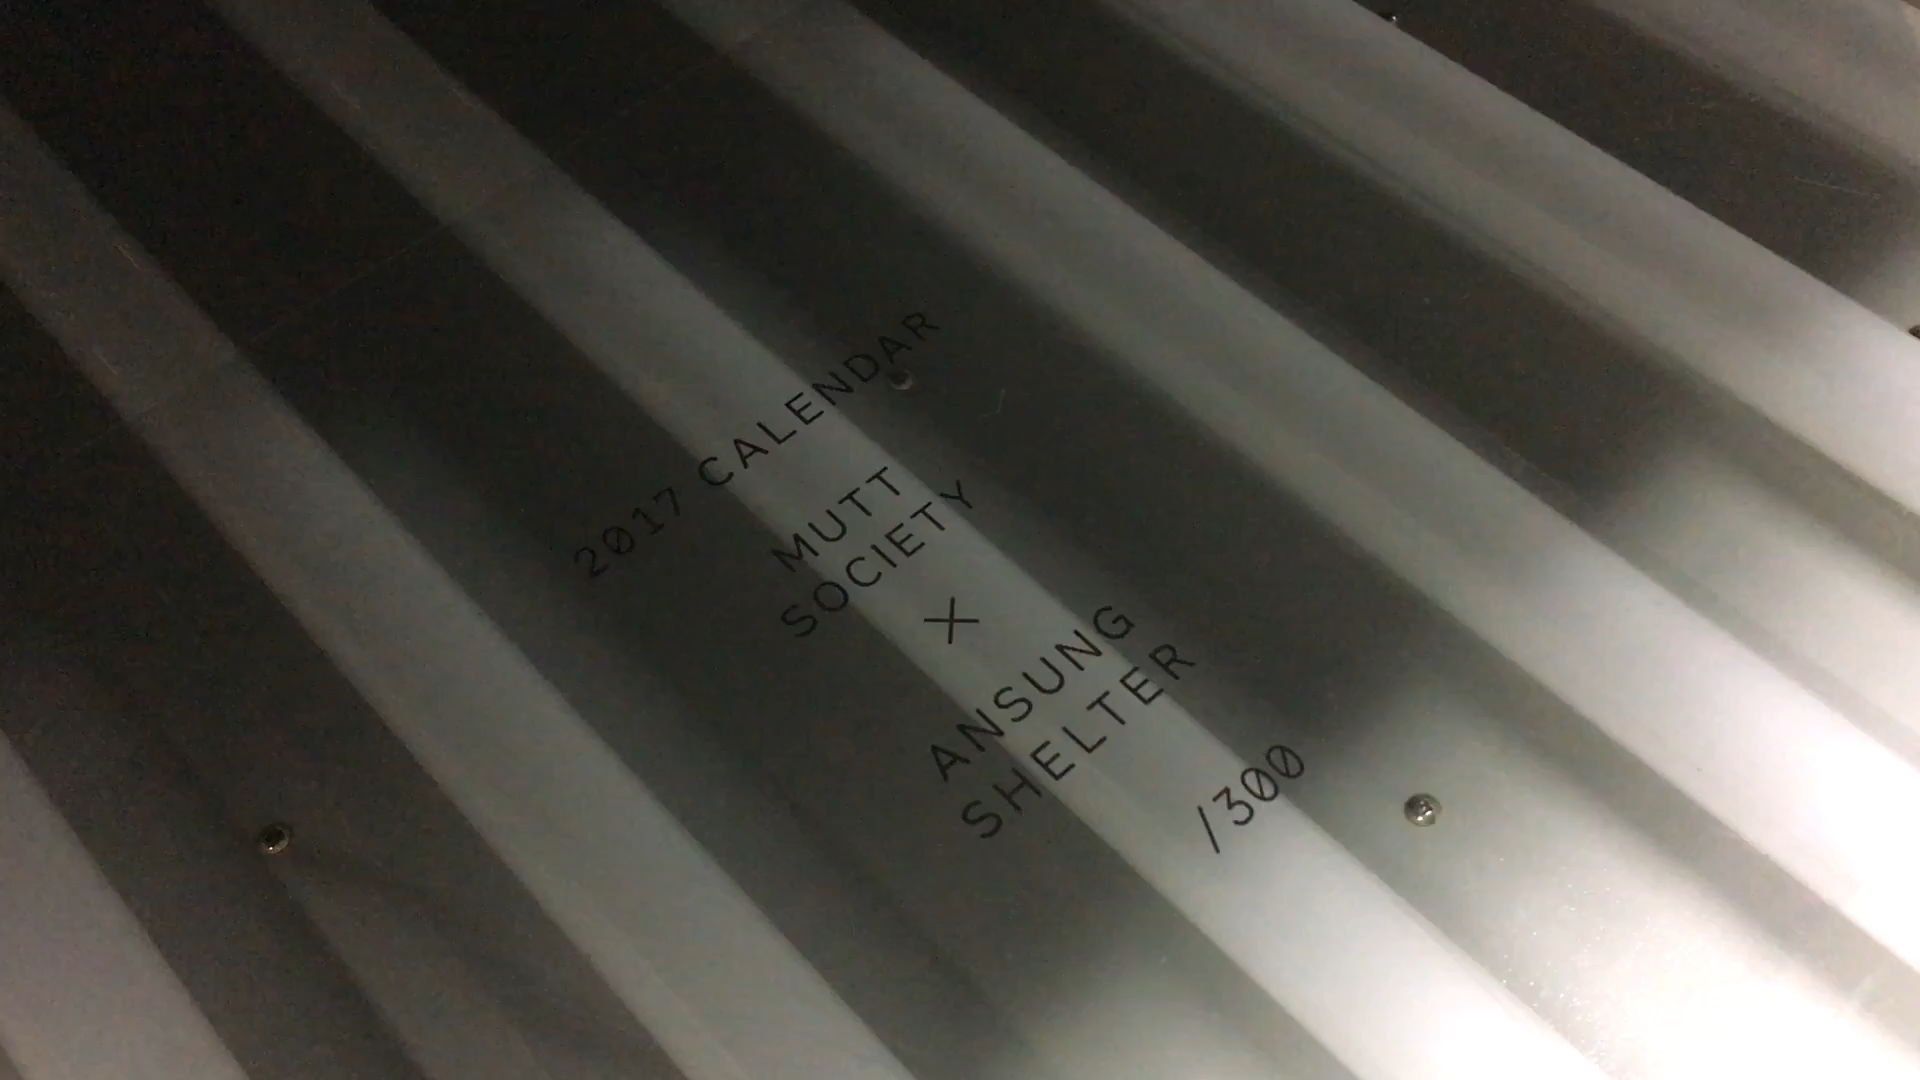 2017 CALENDAR
MUTT
SOCIETY
X
ANSUNG
SHELTER
/300